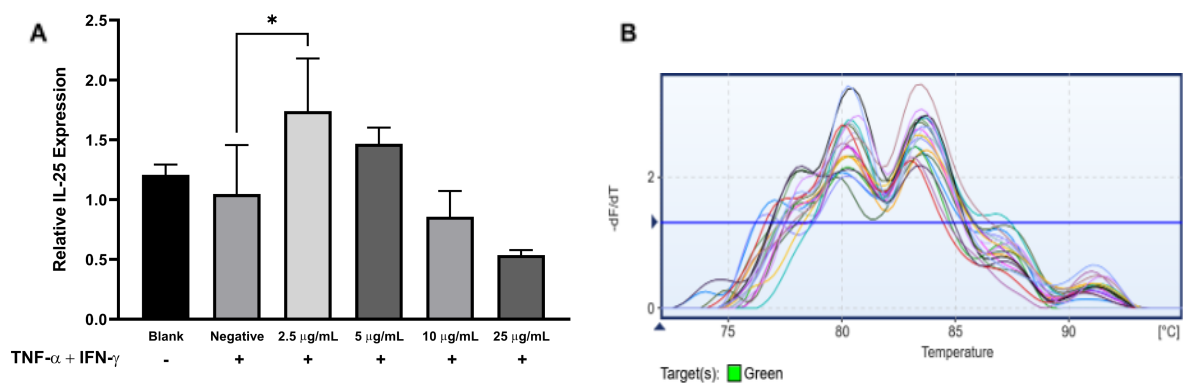 A
Relative IL-25 Expression
2.5
2.0
1.5
1.0
0.5
0.0
*
Blank Negative 2.5 μg/mL 5 μg/mL 10 μg/mL 25 μg/mL
TNF-α + IFN-γ - + + + + +
B
-dF/dT
2
0
75 80 85 90 [°C]
Temperature
Target(s): Green